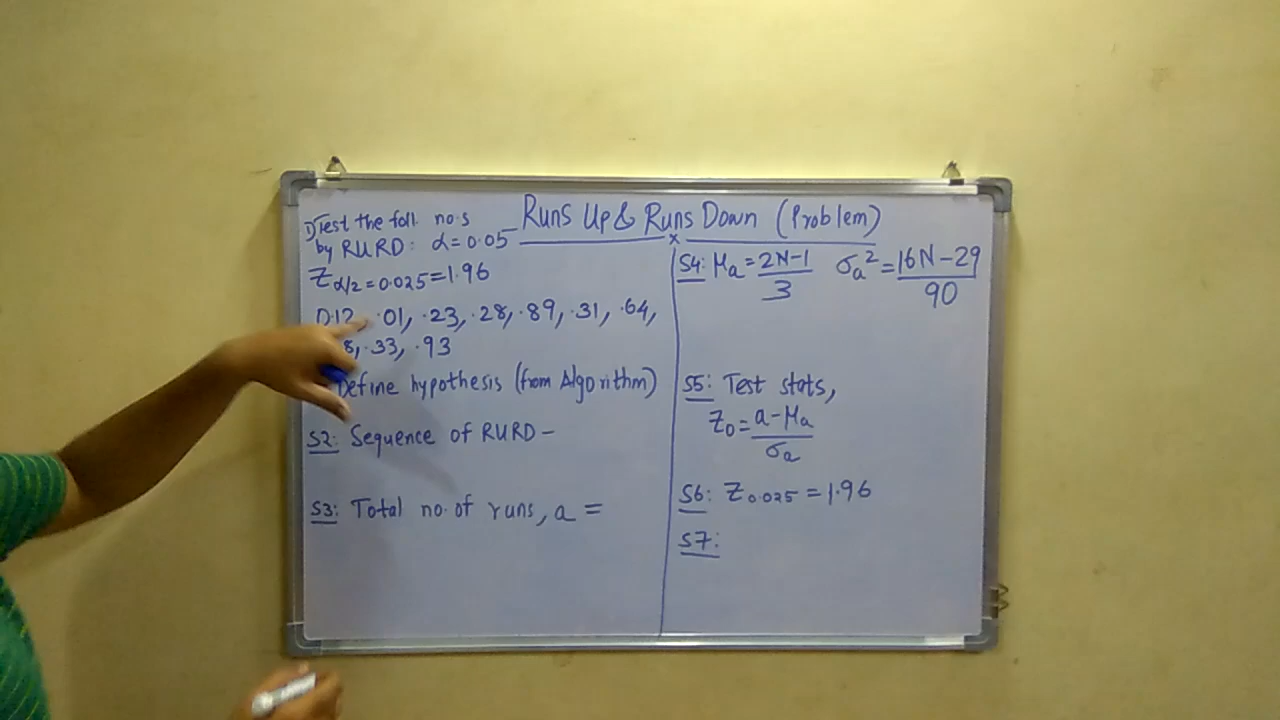 Runs Up & Runs Down (Problem)
x
1) Test the foll. no.s
by RURD: α = 0.05
Z α/2 = 0.025 = 1.96
0.12, .01, .23, .28, .89, .31, .64,
8, .33, .93
Define hypothesis (from Algorithm)
S2: Sequence of RURD -
S3: Total no. of runs, a =
S4: μa = 2N-1 / 3 σa² = 16N-29 / 90
S5: Test stats,
Z0 = a-μa / σa
S6: Z0.025 = 1.96
S7: